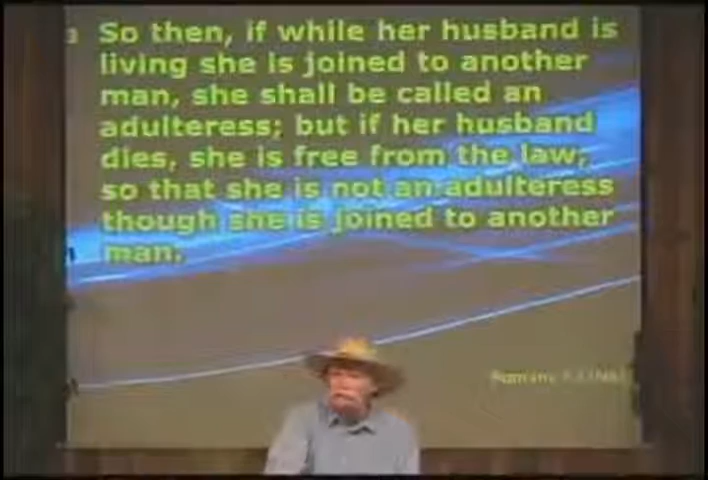 3 So then, if while her husband is
living she is joined to another
man, she shall be called an
adulteress; but if her husband
dies, she is free from the law,
so that she is not an adulteress
though she is joined to another
man.
Romans